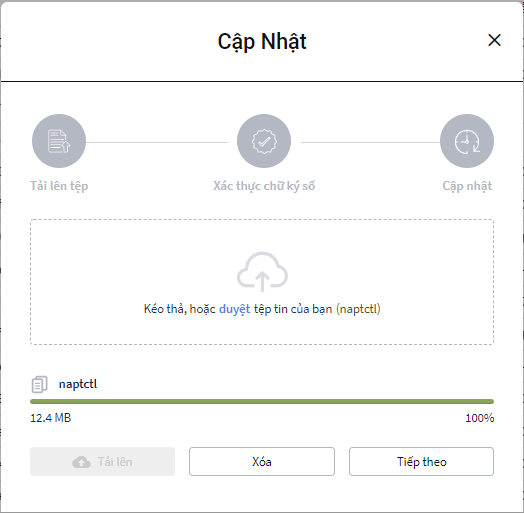 Cập Nhật
Tải lên tệp
Xác thực chữ ký số
Cập nhật
Kéo thả, hoặc duyệt tệp tin của bạn (naptctl)
naptctl
12.4 MB
100%
Tải lên
Xóa
Tiếp theo